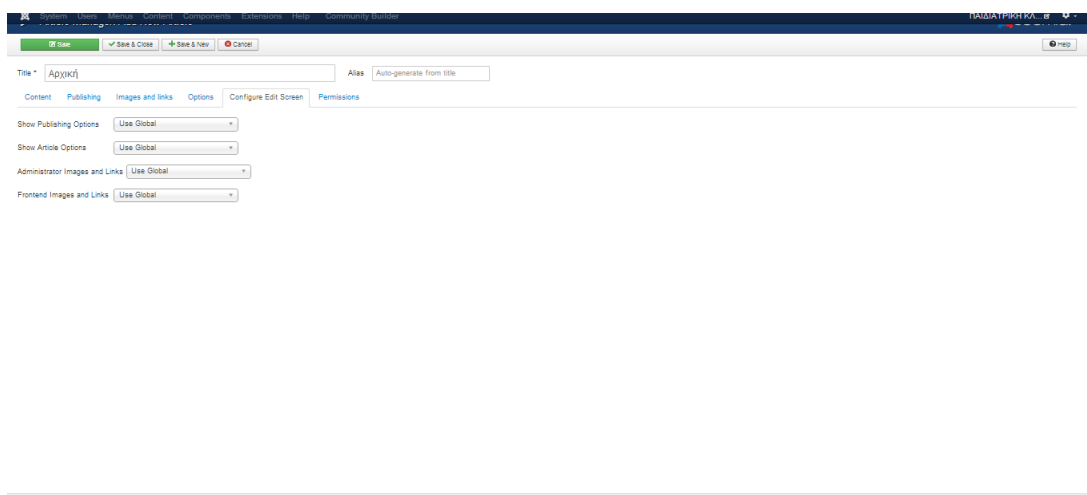 System Users Menus Content Components Extensions Help Community Builder ΠΑΙΔΙΑΤΡΙΚΗ ΚΛ...
Save Save & Close Save & New Cancel Help
Title * Αρχική Alias Auto-generate from title
Content Publishing Images and links Options Configure Edit Screen Permissions
Show Publishing Options Use Global
Show Article Options Use Global
Administrator Images and Links Use Global
Frontend Images and Links Use Global